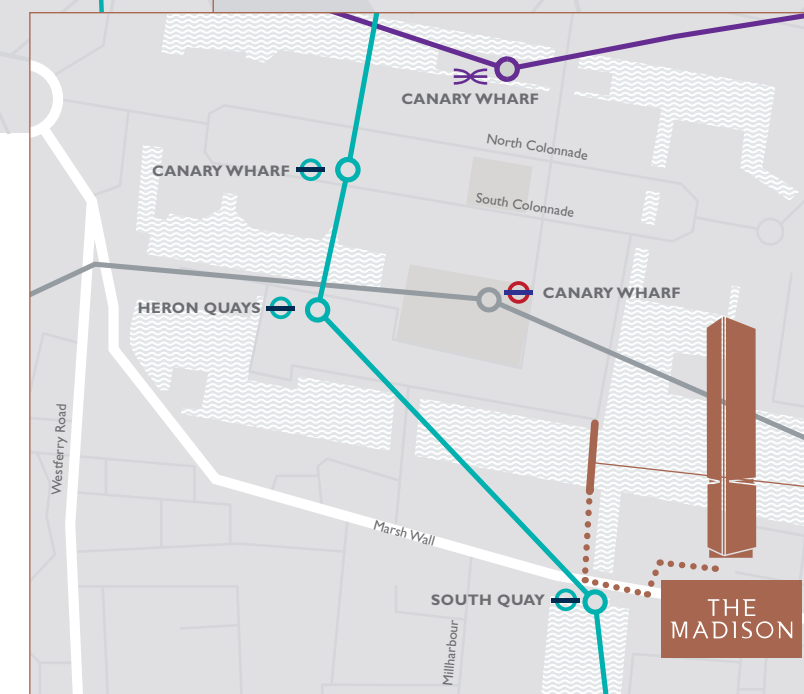 CANARY WHARF
North Colonnade
CANARY WHARF
South Colonnade
CANARY WHARF
HERON QUAYS
Westferry Road
Marsh Wall
SOUTH QUAY
Millharbour
THE
MADISON